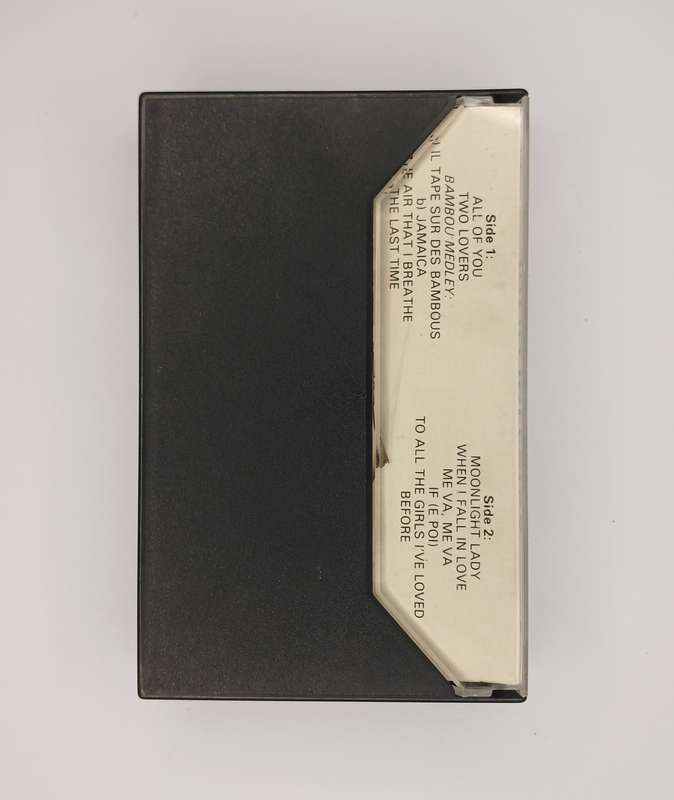 Side 1:
ALL OF YOU
TWO LOVERS
BAMBOU MEDLEY:
IL TAPE SUR DES BAMBOUS
b) JAMAICA
AIR THAT I BREATHE
THE LAST TIME
Side 2:
MOONLIGHT LADY
WHEN I FALL IN LOVE
ME VA, ME VA
IF (E POI)
TO ALL THE GIRLS I'VE LOVED
BEFORE